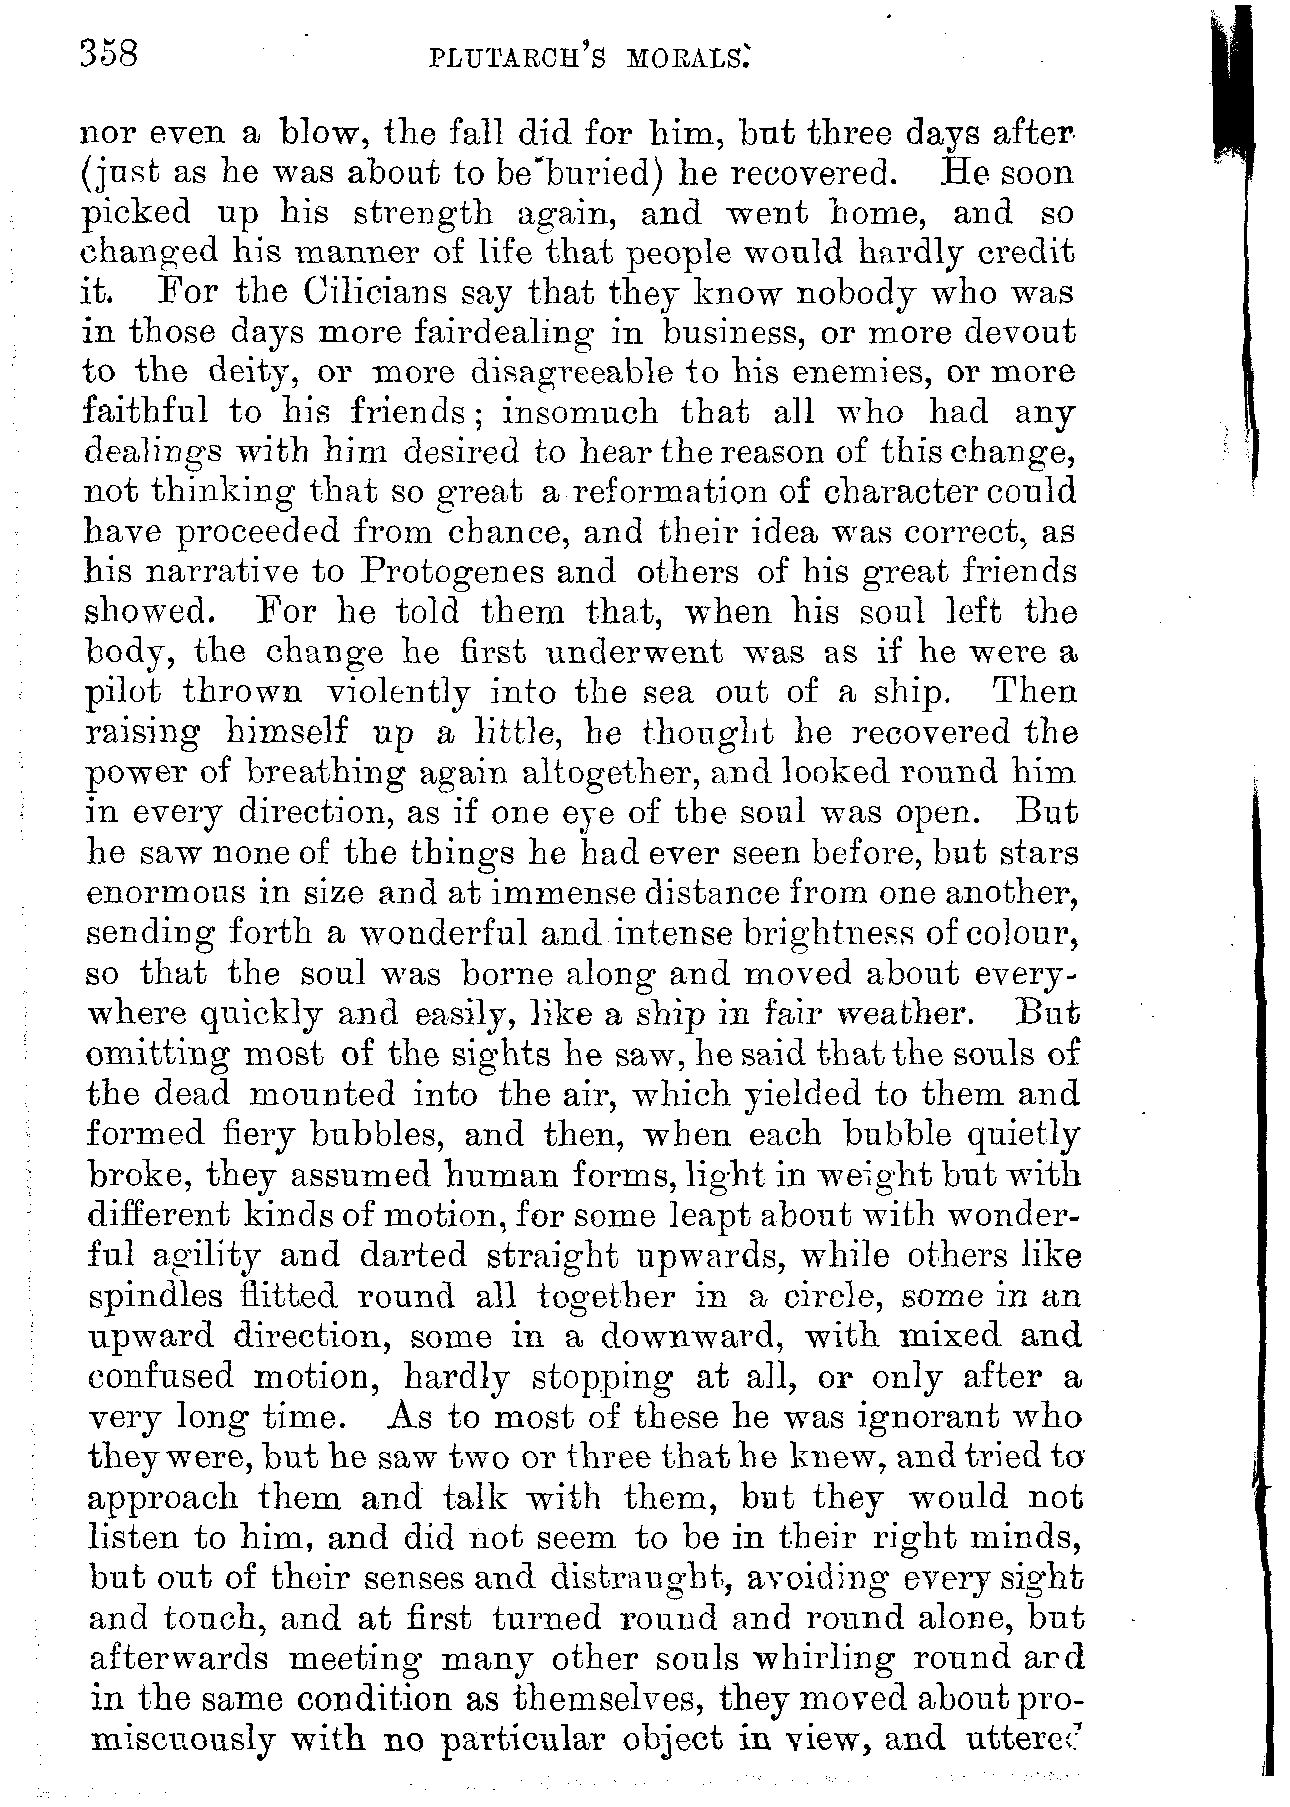 358 PLUTARCH'S MORALS.
nor even a blow, the fall did for him, but three days after
(just as he was about to be buried) he recovered. He soon
picked up his strength again, and went home, and so
changed his manner of life that people would hardly credit
it. For the Cilicians say that they know nobody who was
in those days more fairdealing in business, or more devout
to the deity, or more disagreeable to his enemies, or more
faithful to his friends; insomuch that all who had any
dealings with him desired to hear the reason of this change,
not thinking that so great a reformation of character could
have proceeded from chance, and their idea was correct, as
his narrative to Protogenes and others of his great friends
showed. For he told them that, when his soul left the
body, the change he first underwent was as if he were a
pilot thrown violently into the sea out of a ship. Then
raising himself up a little, he thought he recovered the
power of breathing again altogether, and looked round him
in every direction, as if one eye of the soul was open. But
he saw none of the things he had ever seen before, but stars
enormous in size and at immense distance from one another,
sending forth a wonderful and intense brightness of colour,
so that the soul was borne along and moved about every-
where quickly and easily, like a ship in fair weather. But
omitting most of the sights he saw, he said that the souls of
the dead mounted into the air, which yielded to them and
formed fiery bubbles, and then, when each bubble quietly
broke, they assumed human forms, light in weight but with
different kinds of motion, for some leapt about with wonder-
ful agility and darted straight upwards, while others like
spindles flitted round all together in a circle, some in an
upward direction, some in a downward, with mixed and
confused motion, hardly stopping at all, or only after a
very long time. As to most of these he was ignorant who
they were, but he saw two or three that he knew, and tried to
approach them and talk with them, but they would not
listen to him, and did not seem to be in their right minds,
but out of their senses and distraught, avoiding every sight
and touch, and at first turned round and round alone, but
afterwards meeting many other souls whirling round and
in the same condition as themselves, they moved about pro-
miscuously with no particular object in view, and uttered